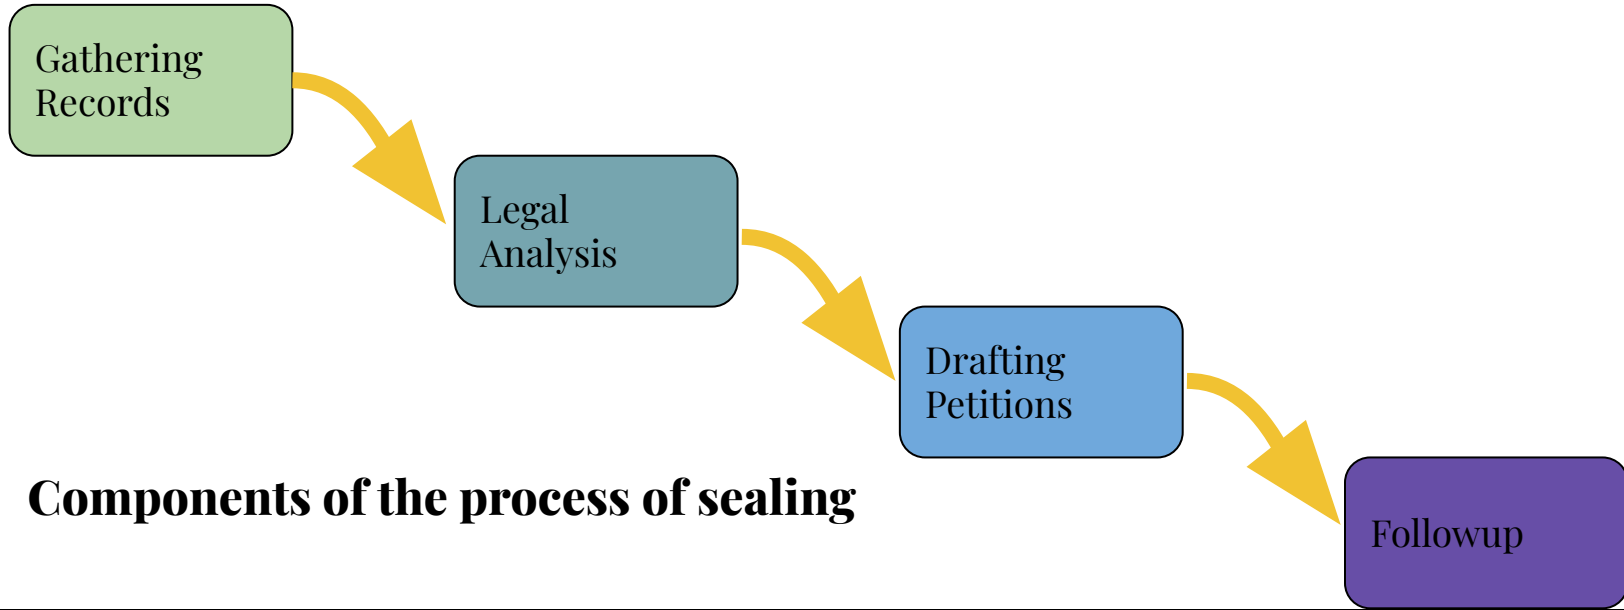 Gathering
Records
Legal
Analysis
Drafting
Petitions
Components of the process of sealing
Followup